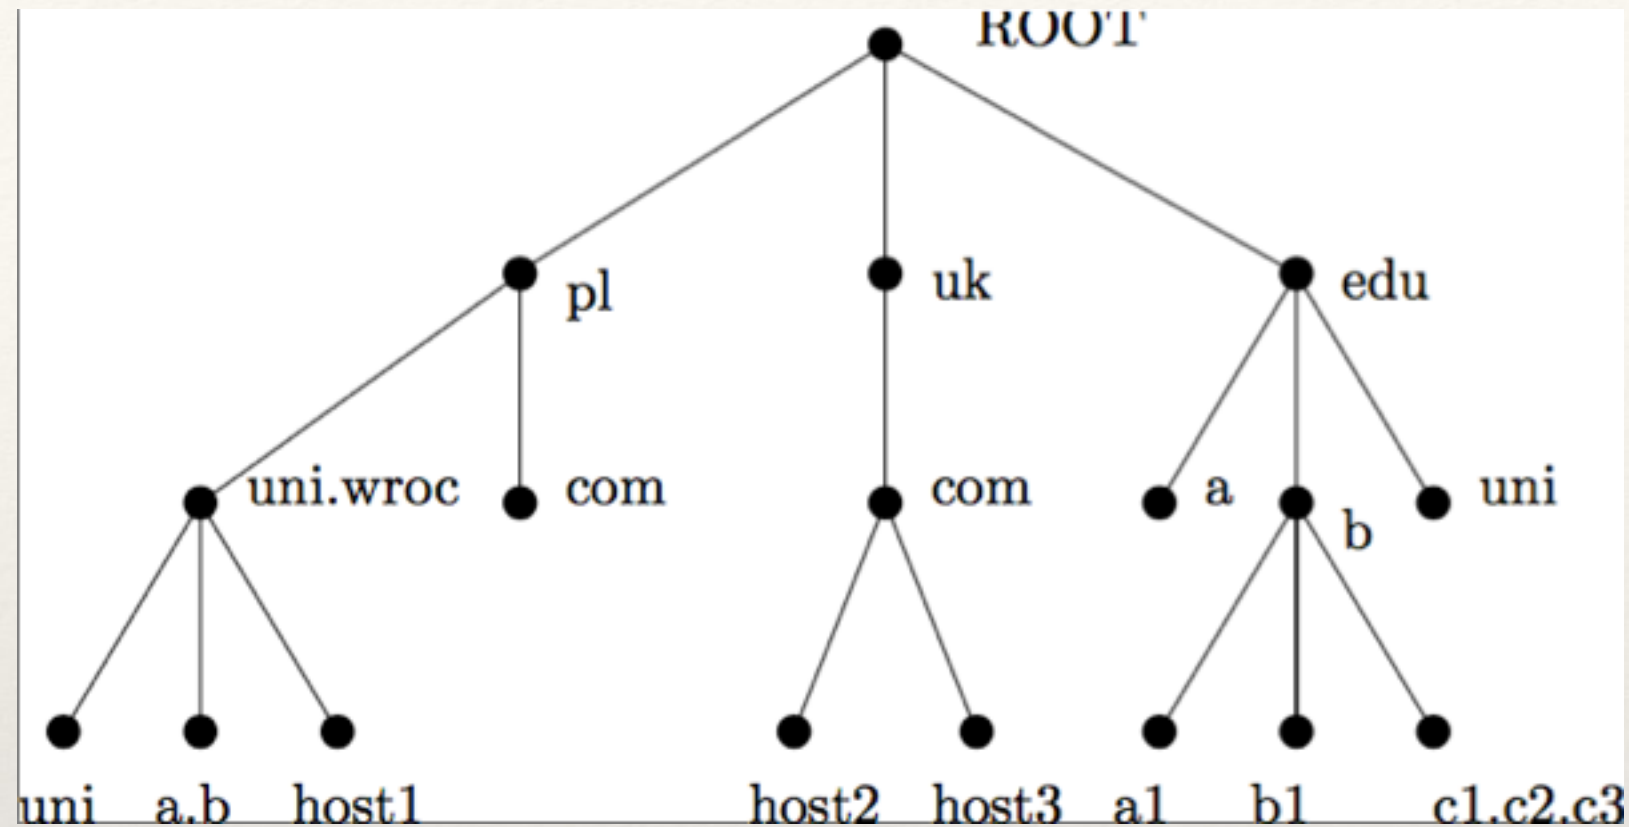 ROOT
pl
uk
edu
uni.wroc
com
com
a
b
uni
uni
a.b
host1
host2
host3
a1
b1
c1.c2.c3